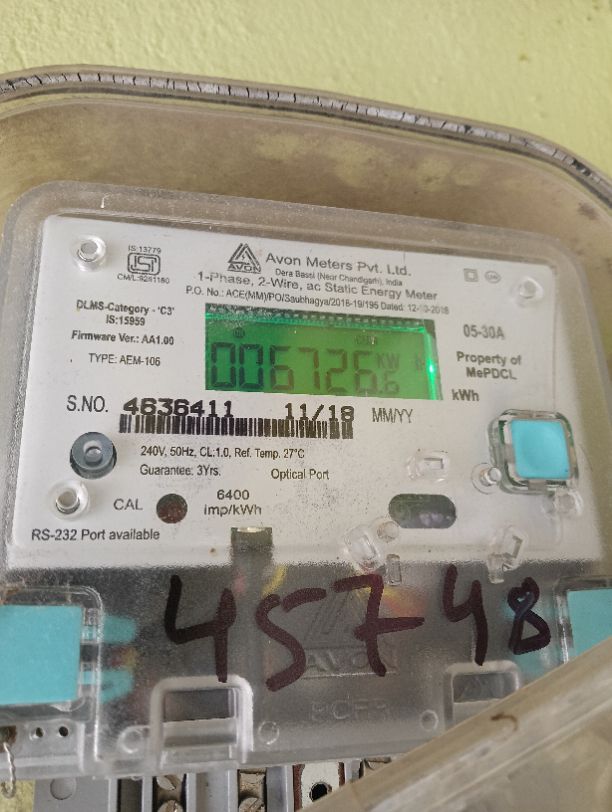 IS:13779
ISI
CM/L-9241180
AVON
Avon Meters Pvt. Ltd.
Dera Bassi (Near Chandigarh), India
1-Phase, 2-Wire, ac Static Energy Meter
P.O. No.: ACE(MM)/PO/Saubhagya/2018-19/195 Dated: 12-10-2018
DLMS-Category - 'C3'
IS:15959
Firmware Ver.: AA1.00
TYPE: AEM-106
006726.6 KW h
05-30A
Property of
MePDCL
kWh
S.NO. 4636411 11/18 MM/YY
240V, 50Hz, CL:1.0, Ref. Temp. 27°C
Guarantee: 3Yrs. Optical Port
CAL 6400
imp/kWh
RS-232 Port available
45748
AVON